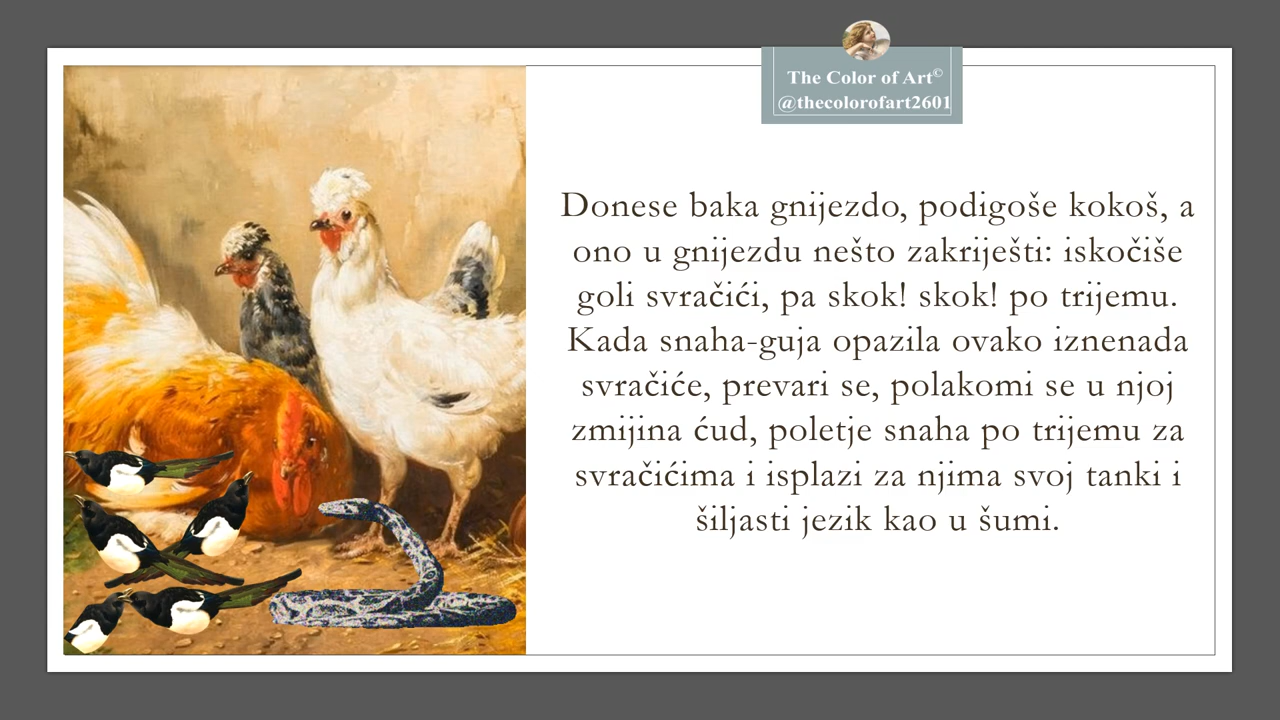 The Color of Art©
@thecolorofart2601
Donese baka gnijezdo, podigoše kokoš, a
ono u gnijezdu nešto zakriješti: iskočiše
goli svračići, pa skok! skok! po trijemu.
Kada snaha-guja opazila ovako iznenada
svračiće, prevari se, polakomi se u njoj
zmijina ćud, poletje snaha po trijemu za
svračićima i isplazi za njima svoj tanki i
šiljasti jezik kao u šumi.